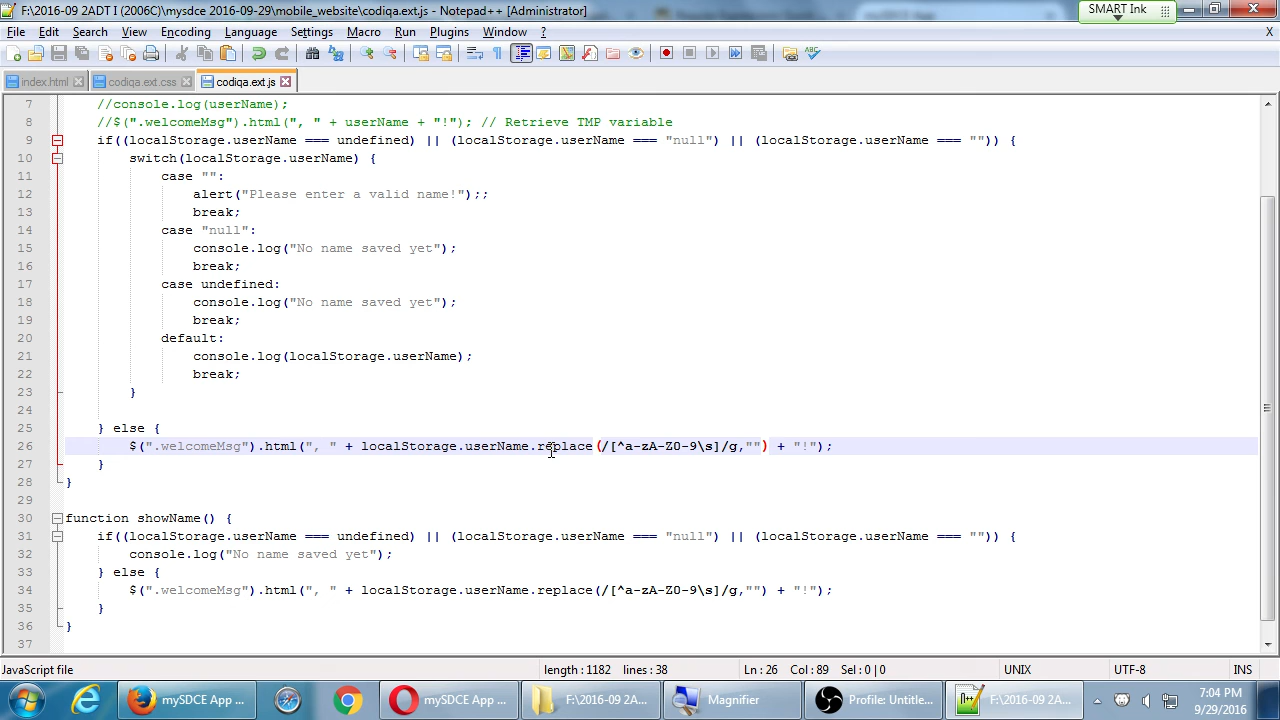 F:\2016-09 2ADT I (2006C)\mysdce 2016-09-29\mobile_website\codiqa.ext.js - Notepad++ [Administrator]
SMART Ink
File Edit Search View Encoding Language Settings Macro Run Plugins Window ? X
index.html codiqa.ext.css codiqa.ext.js
7 //console.log(userName);
8 //$(".welcomeMsg").html(", " + userName + "!"); // Retrieve TMP variable
9 if((localStorage.userName === undefined) || (localStorage.userName === "null") || (localStorage.userName === "")) {
10 switch(localStorage.userName) {
11 case "":
12 alert("Please enter a valid name!");;
13 break;
14 case "null":
15 console.log("No name saved yet");
16 break;
17 case undefined:
18 console.log("No name saved yet");
19 break;
20 default:
21 console.log(localStorage.userName);
22 break;
23 }
24
25 } else {
26 $(".welcomeMsg").html(", " + localStorage.userName.replace(/[^a-zA-Z0-9\s]/g,"") + "!");
27 }
28 }
29
30 function showName() {
31 if((localStorage.userName === undefined) || (localStorage.userName === "null") || (localStorage.userName === "")) {
32 console.log("No name saved yet");
33 } else {
34 $(".welcomeMsg").html(", " + localStorage.userName.replace(/[^a-zA-Z0-9\s]/g,"") + "!");
35 }
36 }
37
JavaScript file length : 1182 lines : 38 Ln : 26 Col : 89 Sel : 0 | 0 UNIX UTF-8 INS
mySDCE App ... mySDCE App ... F:\2016-09 2A... Magnifier Profile: Untitle... F:\2016-09 2A...
7:04 PM
9/29/2016